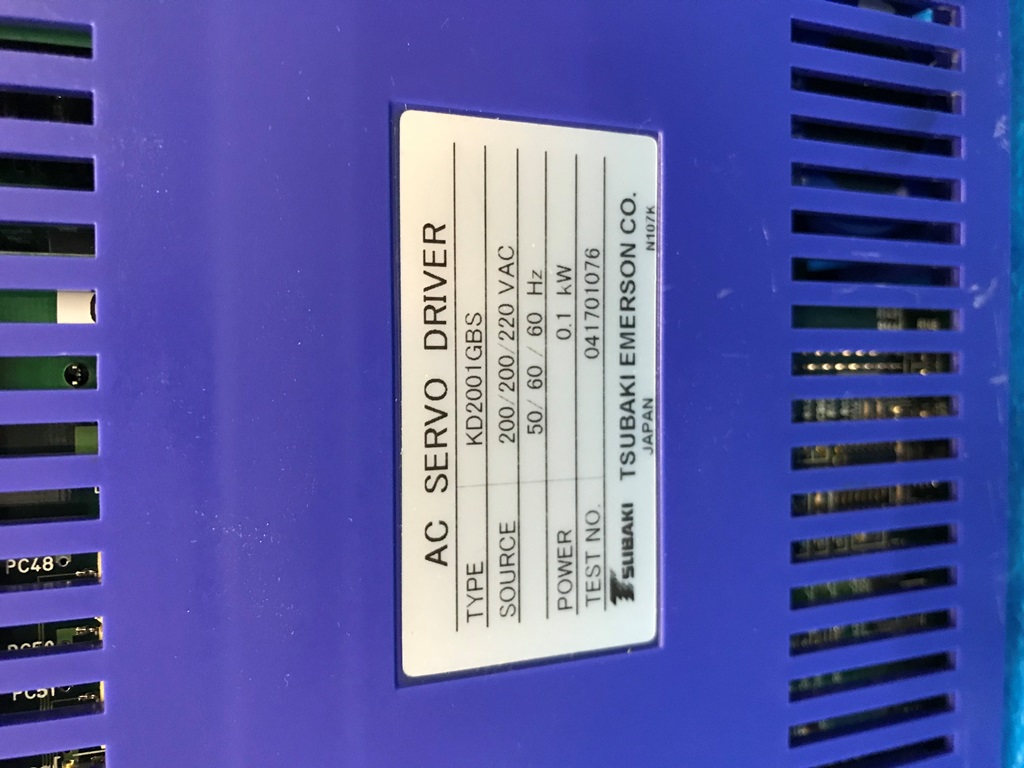 AC SERVO DRIVER
TYPE KD2001GBS
SOURCE 200/200/220 VAC
50/ 60 / 60 Hz
POWER 0.1 kW
TEST NO. 041701076
TSUBAKI TSUBAKI EMERSON CO.
JAPAN N107K
PC48
PC51